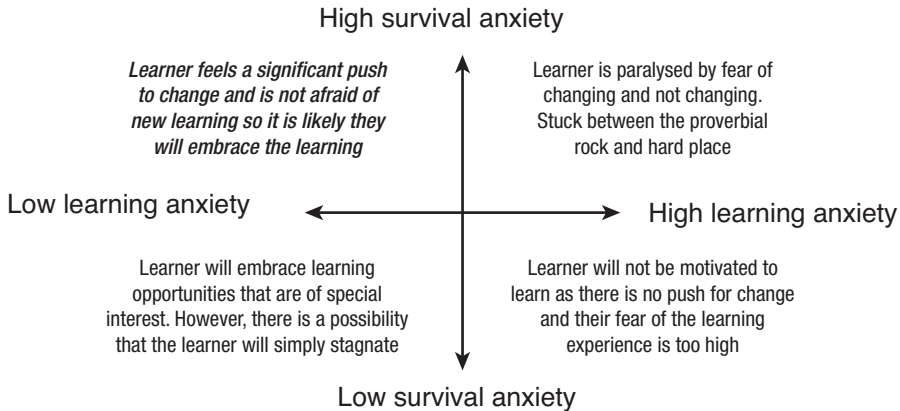 High survival anxiety
Learner feels a significant push
to change and is not afraid of
new learning so it is likely they
will embrace the learning
Learner is paralysed by fear of
changing and not changing.
Stuck between the proverbial
rock and hard place
Low learning anxiety
High learning anxiety
Learner will embrace learning
opportunities that are of special
interest. However, there is a possibility
that the learner will simply stagnate
Learner will not be motivated to
learn as there is no push for change
and their fear of the learning
experience is too high
Low survival anxiety